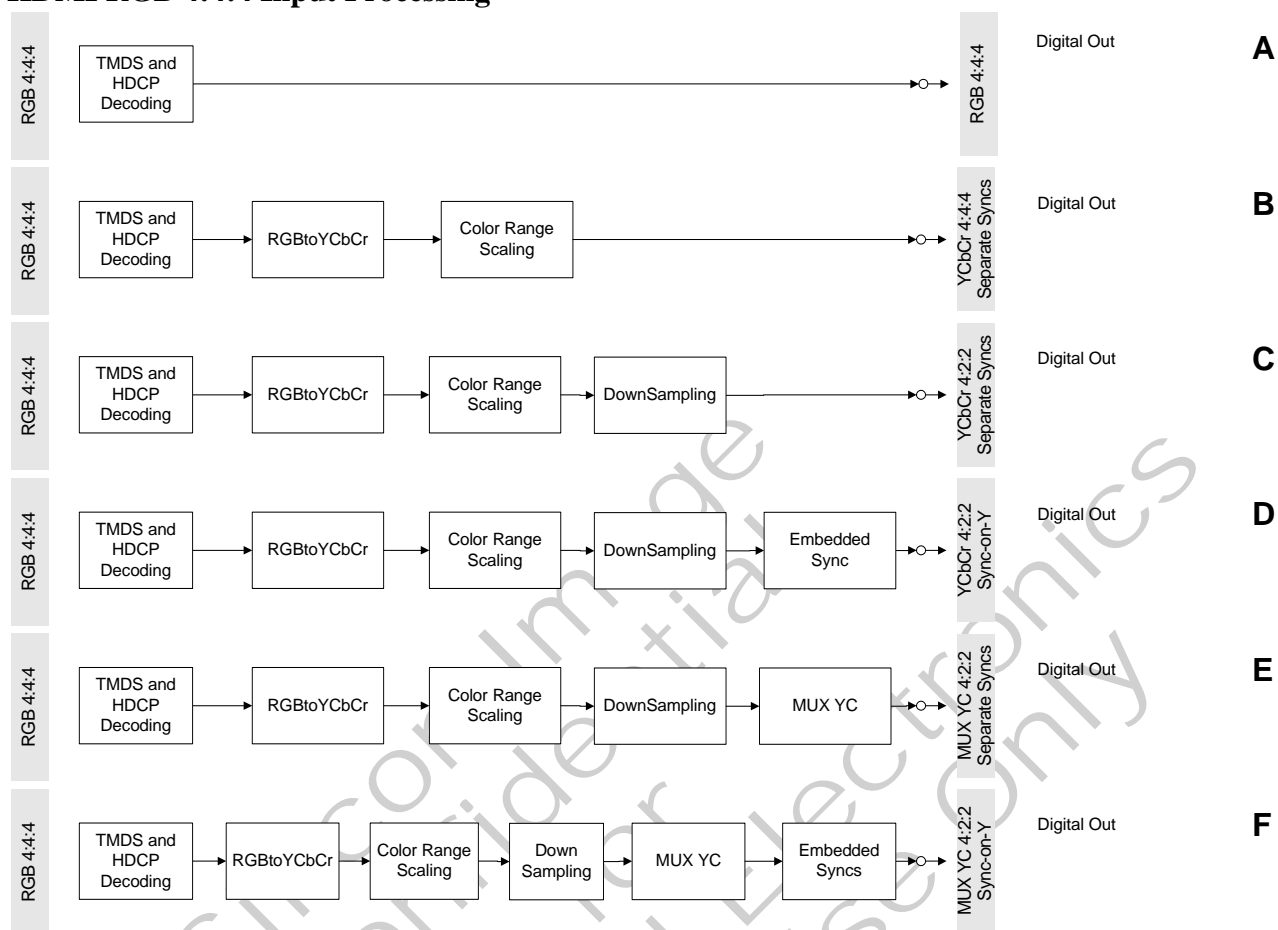 HDMI RGB 4:4:4 Input Processing
RGB 4:4:4
TMDS and
HDCP
Decoding
RGB 4:4:4
Digital Out
A
RGB 4:4:4
TMDS and
HDCP
Decoding
RGBtoYCbCr
Color Range
Scaling
YCbCr 4:4:4
Separate Syncs
Digital Out
B
RGB 4:4:4
TMDS and
HDCP
Decoding
RGBtoYCbCr
Color Range
Scaling
DownSampling
YCbCr 4:2:2
Separate Syncs
Digital Out
C
RGB 4:4:4
TMDS and
HDCP
Decoding
RGBtoYCbCr
Color Range
Scaling
DownSampling
Embedded
Sync
YCbCr 4:2:2
Sync-on-Y
Digital Out
D
RGB 4:4:4
TMDS and
HDCP
Decoding
RGBtoYCbCr
Color Range
Scaling
DownSampling
MUX YC
MUX YC 4:2:2
Separate Syncs
Digital Out
E
RGB 4:4:4
TMDS and
HDCP
Decoding
RGBtoYCbCr
Color Range
Scaling
Down
Sampling
MUX YC
Embedded
Syncs
MUX YC 4:2:2
Sync-on-Y
Digital Out
F